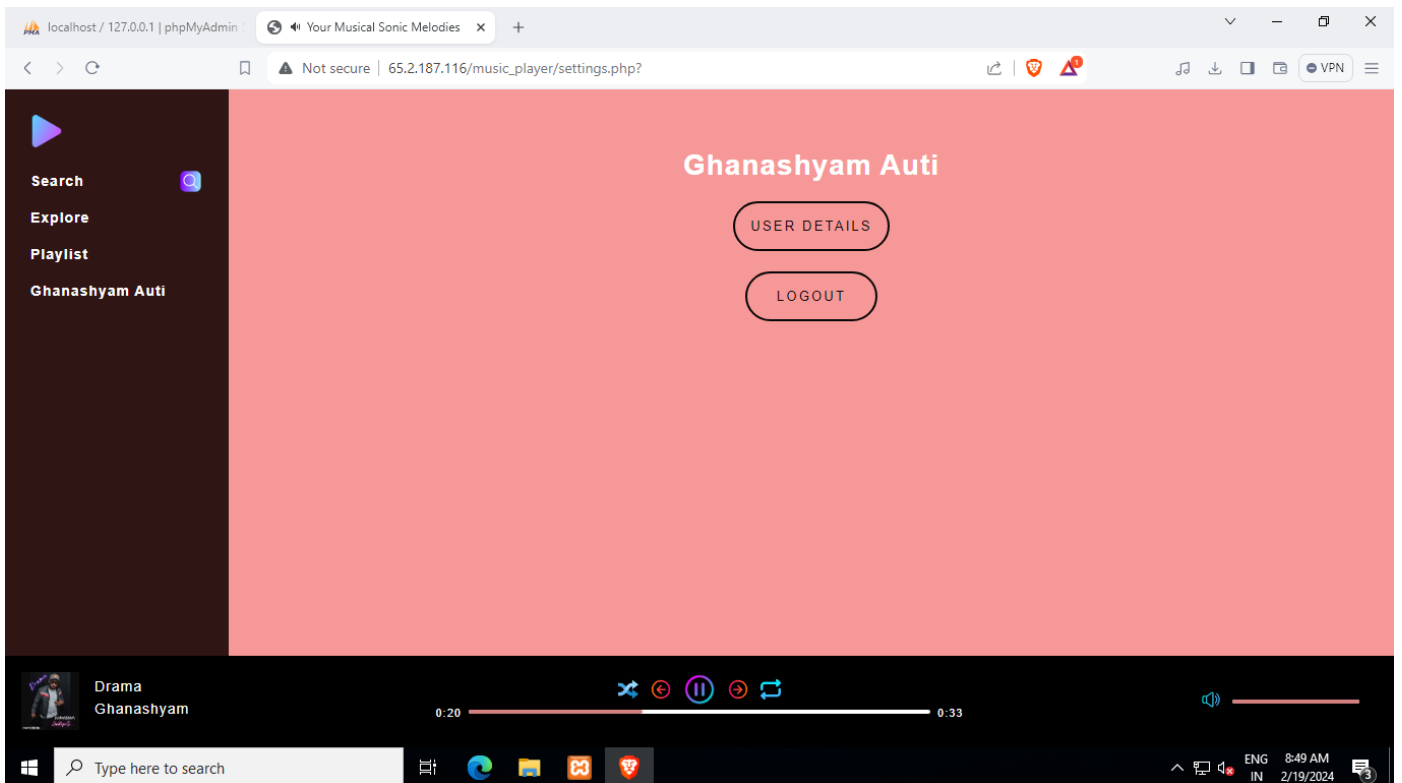 localhost / 127.0.0.1 | phpMyAdmin
Your Musical Sonic Melodies
Not secure
65.2.187.116/music_player/settings.php?
1
VPN
Search
Explore
Playlist
Ghanashyam Auti
Ghanashyam Auti
USER DETAILS
LOGOUT
Drama
Ghanashyam
0:20
0:33
Type here to search
ENG
IN
8:49 AM
2/19/2024
3